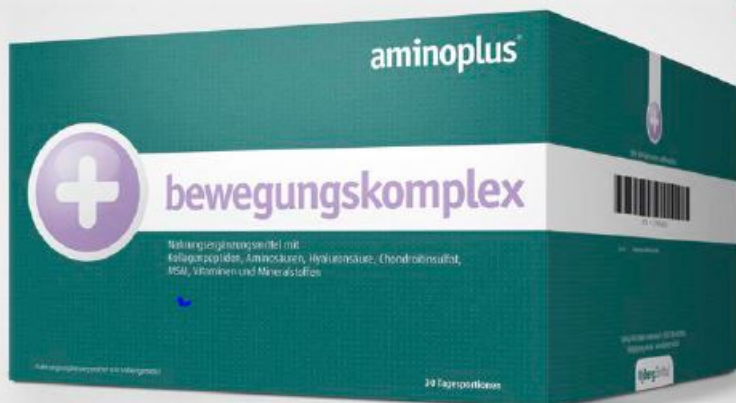 aminoplus®
bewegungskomplex
Nahrungsergänzungsmittel mit
Kollagenpeptiden, Aminosäuren, Hyaluronsäure, Chondroitinsulfat,
MSM, Vitaminen und Mineralstoffen
30 Tagesportionen